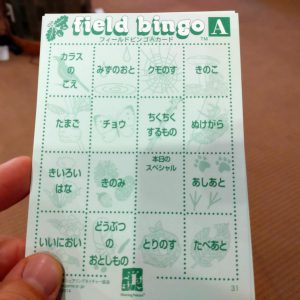 field bingo A
フィールドビンゴAカード
TM
カラスの
こえ
みずのおと
クモのす
きのこ
たまご
チョウ
ちくちく
するもの
ぬけがら
きいろい
はな
きのみ
本日の
スペシャル
あしあと
いいにおい
どうぶつ
の
おとしもの
とりのす
たべあと
31